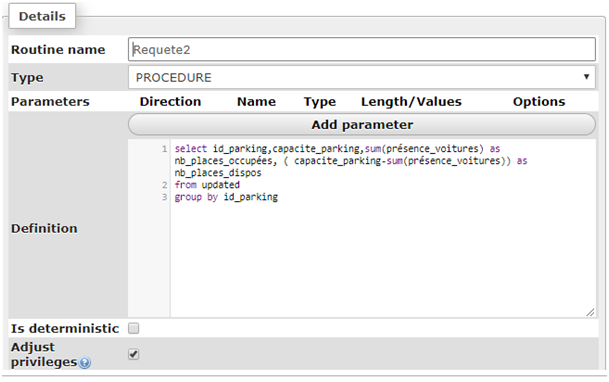 Details
Routine name Requete2
Type PROCEDURE
Parameters Direction Name Type Length/Values Options
Add parameter
Definition
1 select id_parking,capacite_parking,sum(présence_voitures) as
nb_places_occupées, ( capacite_parking-sum(présence_voitures)) as
nb_places_dispos
2 from updated
3 group by id_parking
Is deterministic
Adjust
privileges